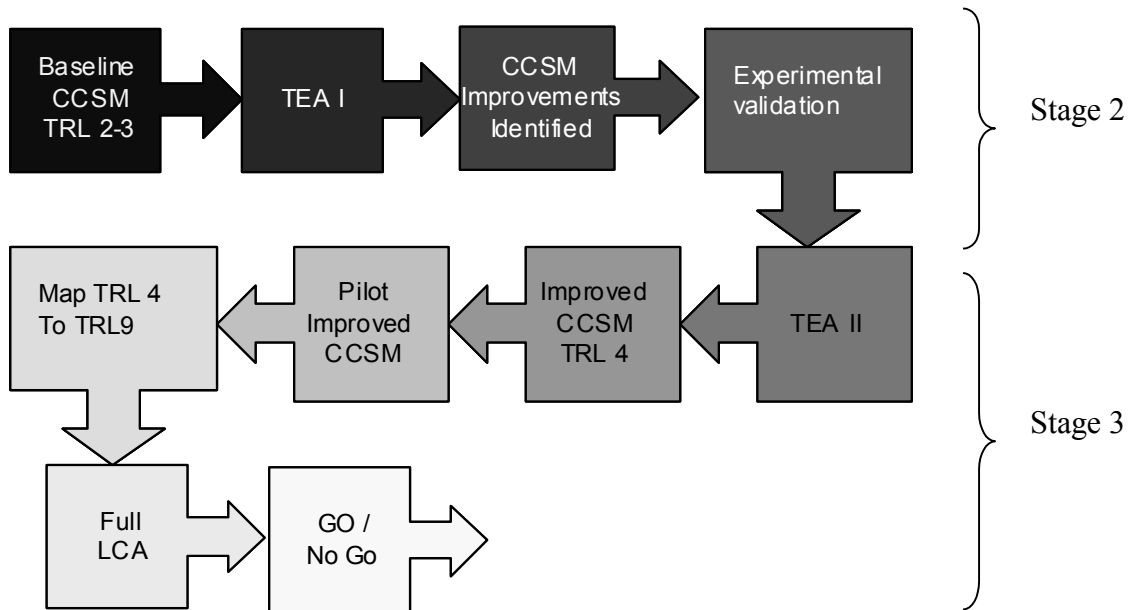 Baseline
CCSM
TRL 2-3
TEA I
CCSM
Improvements
Identified
Experimental
validation
Stage 2
Map TRL 4
To TRL9
Pilot
Improved
CCSM
Improved
CCSM
TRL 4
TEA II
Stage 3
Full
LCA
GO /
No Go